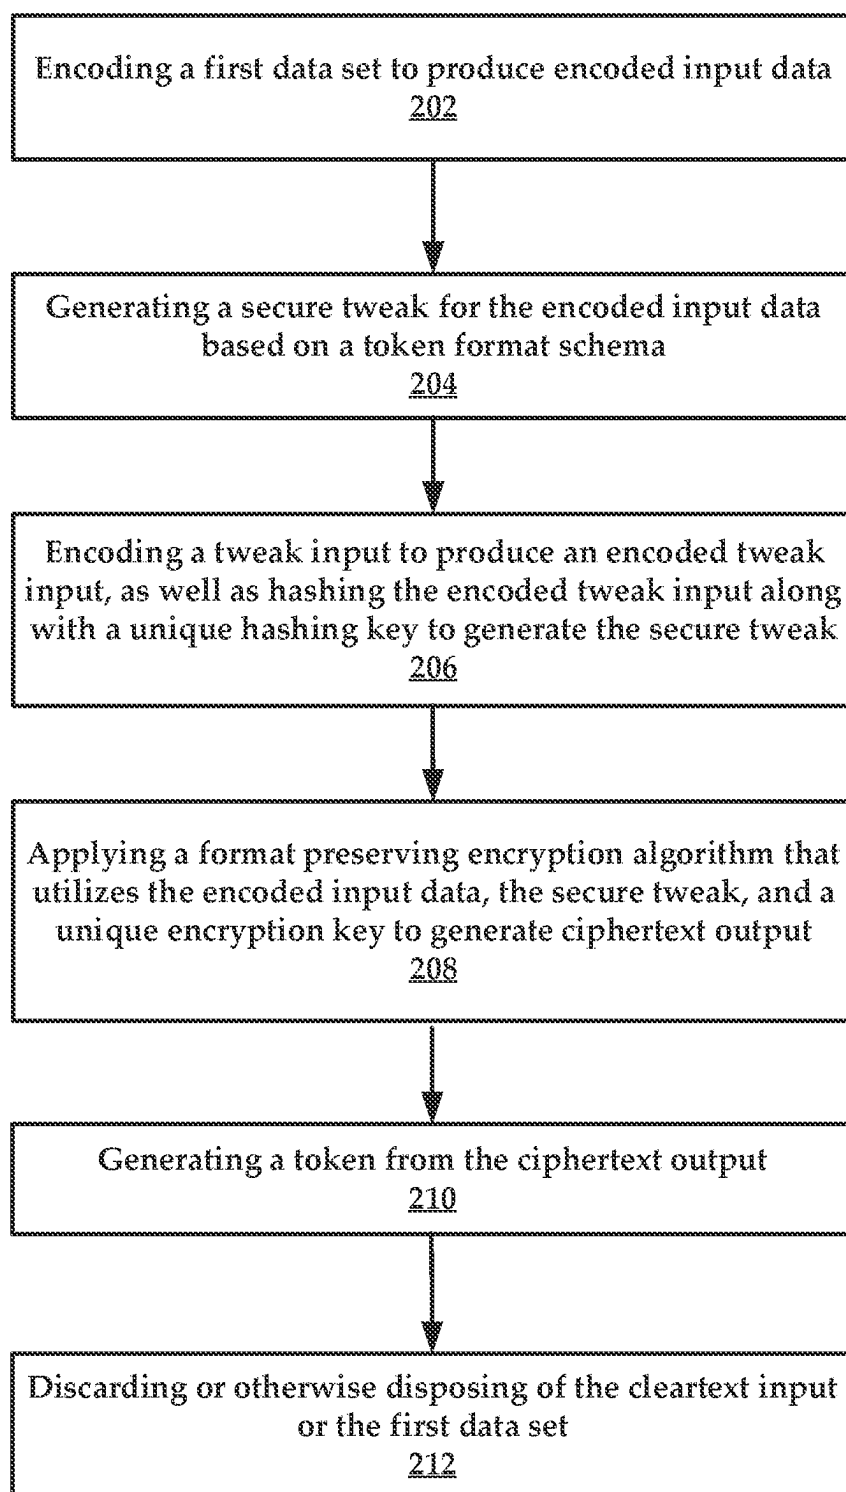 Encoding a first data set to produce encoded input data
202
Generating a secure tweak for the encoded input data
based on a token format schema
204
Encoding a tweak input to produce an encoded tweak
input, as well as hashing the encoded tweak input along
with a unique hashing key to generate the secure tweak
206
Applying a format preserving encryption algorithm that
utilizes the encoded input data, the secure tweak, and a
unique encryption key to generate ciphertext output
208
Generating a token from the ciphertext output
210
Discarding or otherwise disposing of the cleartext input
or the first data set
212